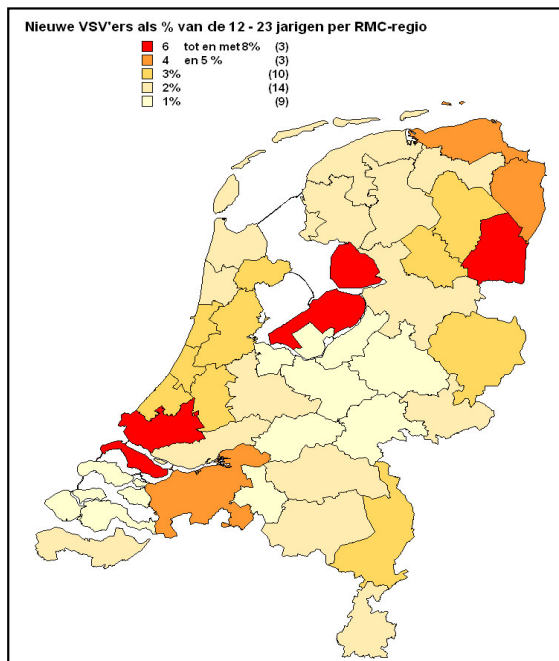 Nieuwe VSV'ers als % van de 12 - 23 jarigen per RMC-regio
6 tot en met 8% (3)
4 en 5 % (3)
3% (10)
2% (14)
1% (9)